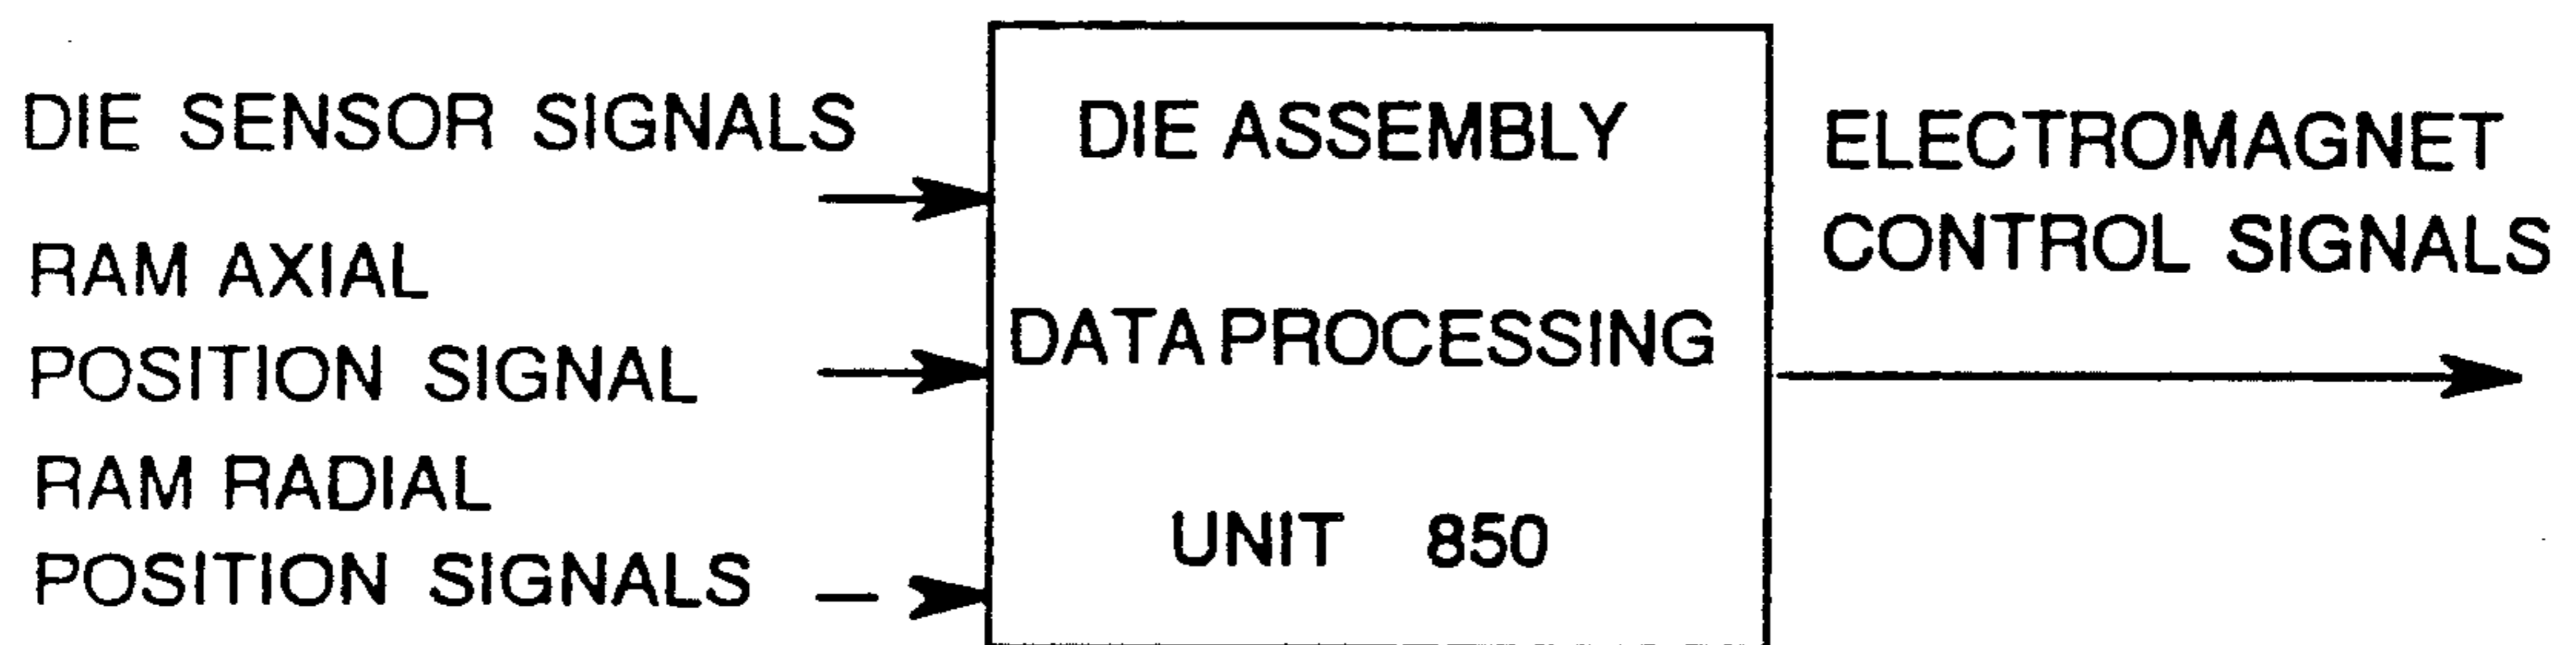 DIE SENSOR SIGNALS
RAM AXIAL
POSITION SIGNAL
RAM RADIAL
POSITION SIGNALS
DIE ASSEMBLY
DATA PROCESSING
UNIT 850
ELECTROMAGNET
CONTROL SIGNALS